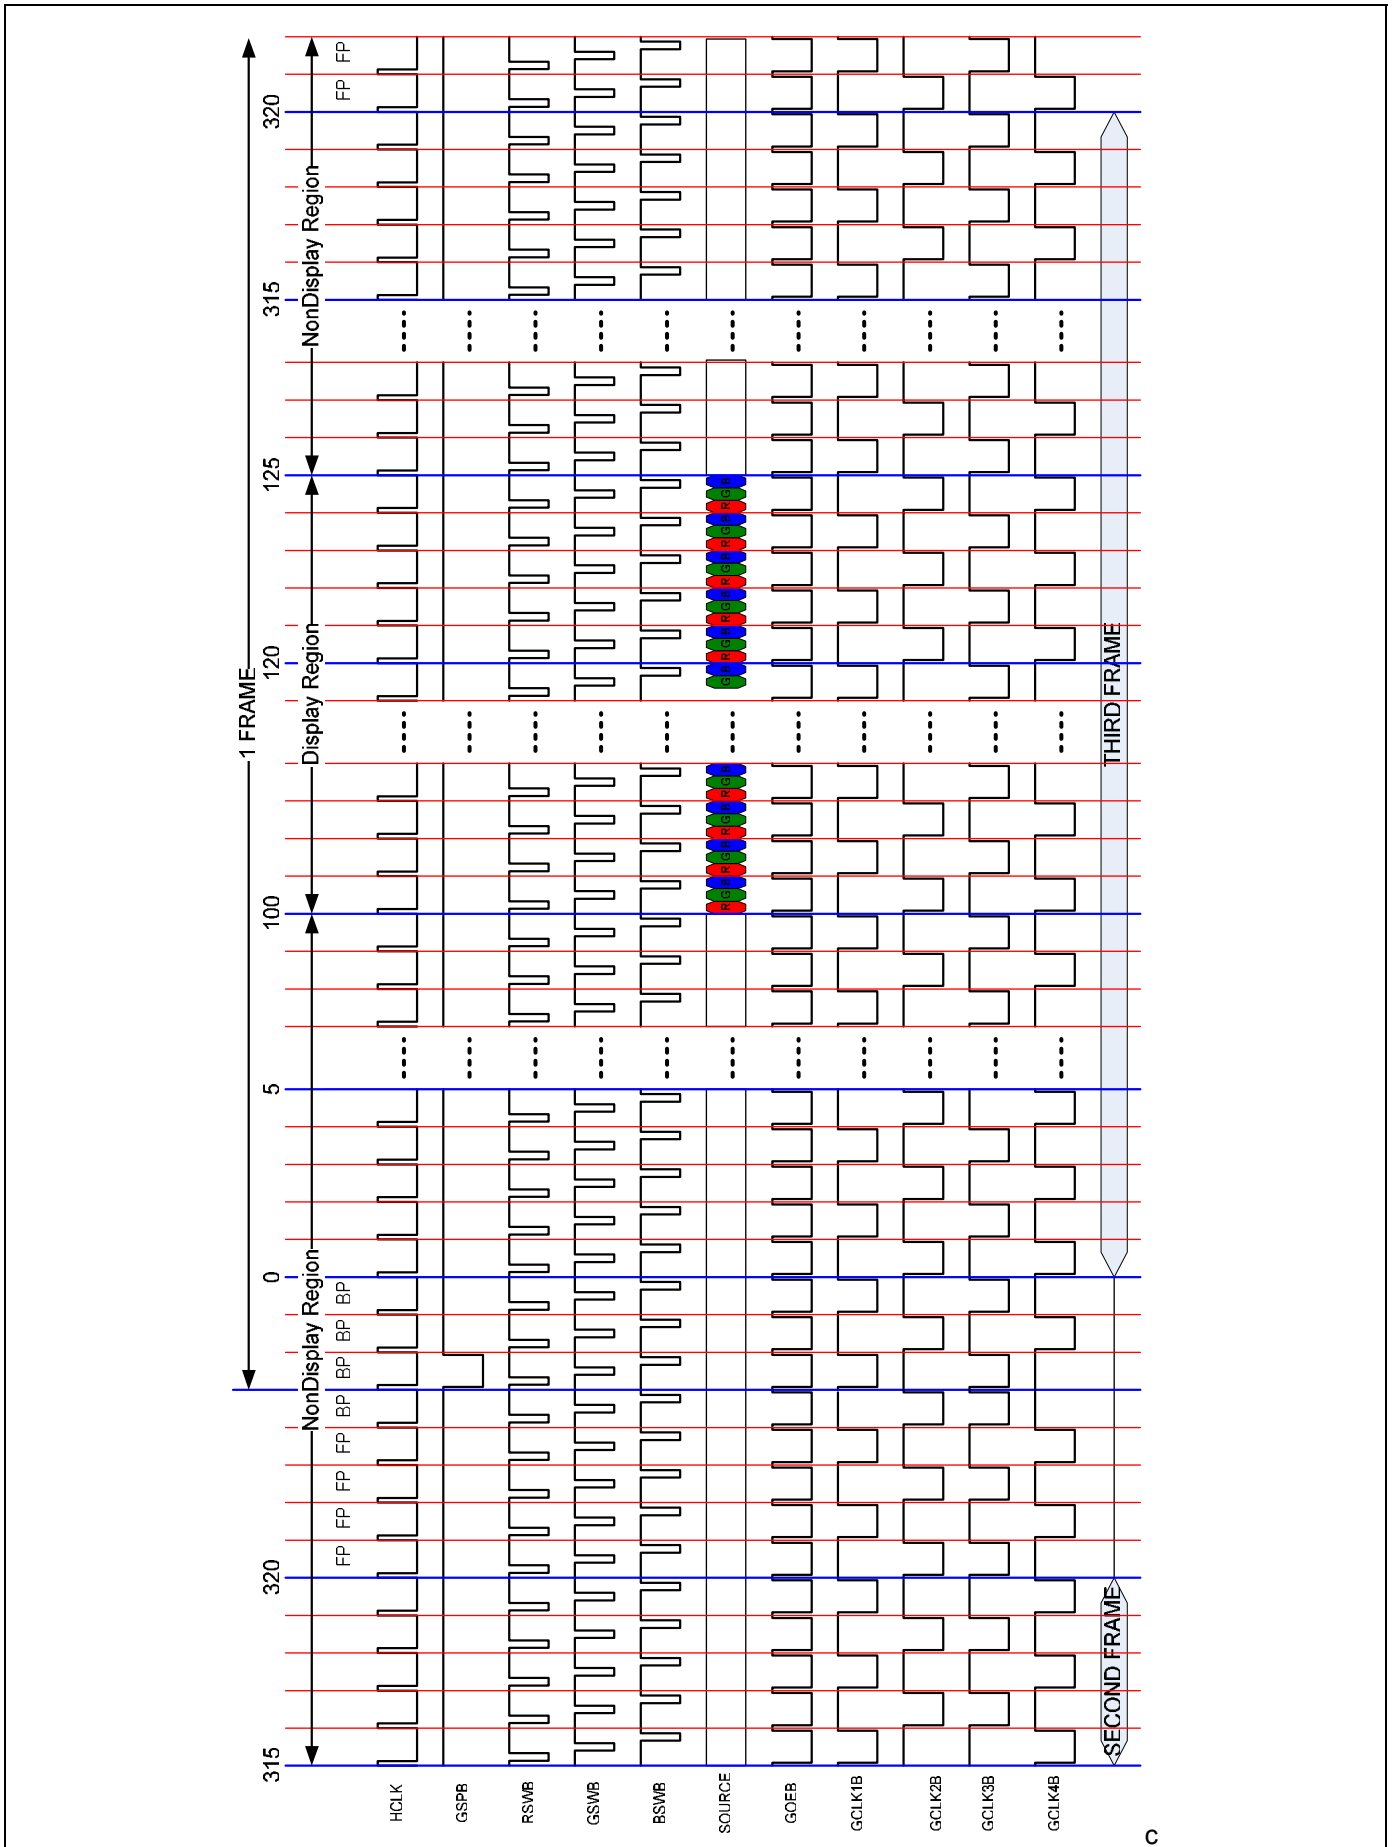 1 FRAME
315 320 0 5 100 120 125 315 320
NonDisplay Region Display Region NonDisplay Region
FP FP FP FP BP BP BP BP FP FP
HCLK
GSPB
RSWB
GSWB
BSWB
SOURCE R G B R G B R G B R G B G B R G B R G B R G B R G B R G B
GOEB
GCLK1B
GCLK2B
GCLK3B
GCLK4B
SECOND FRAME THIRD FRAME
c